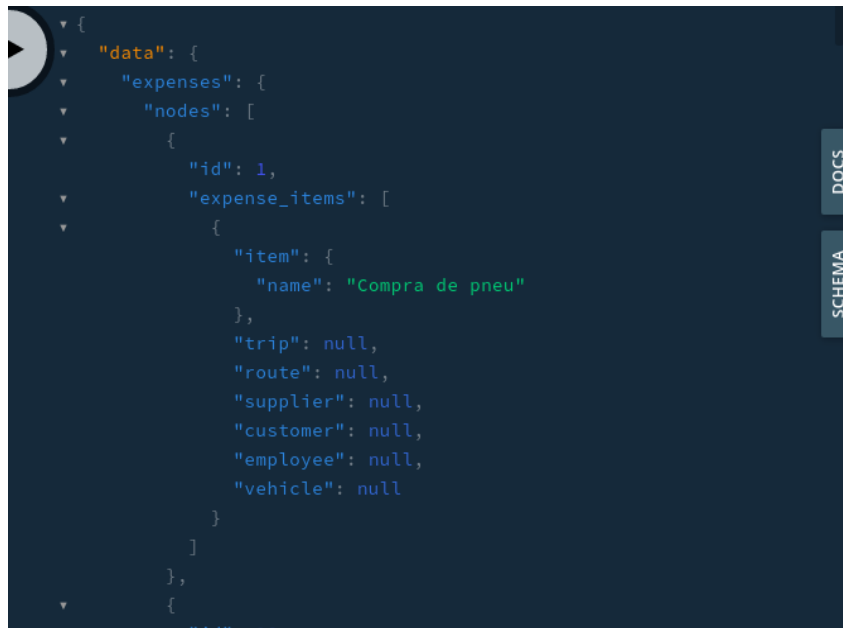 {
"data": {
"expenses": {
"nodes": [
{
"id": 1,
"expense_items": [
{
"item": {
"name": "Compra de pneu"
},
"trip": null,
"route": null,
"supplier": null,
"customer": null,
"employee": null,
"vehicle": null
}
]
},
{
DOCS
SCHEMA